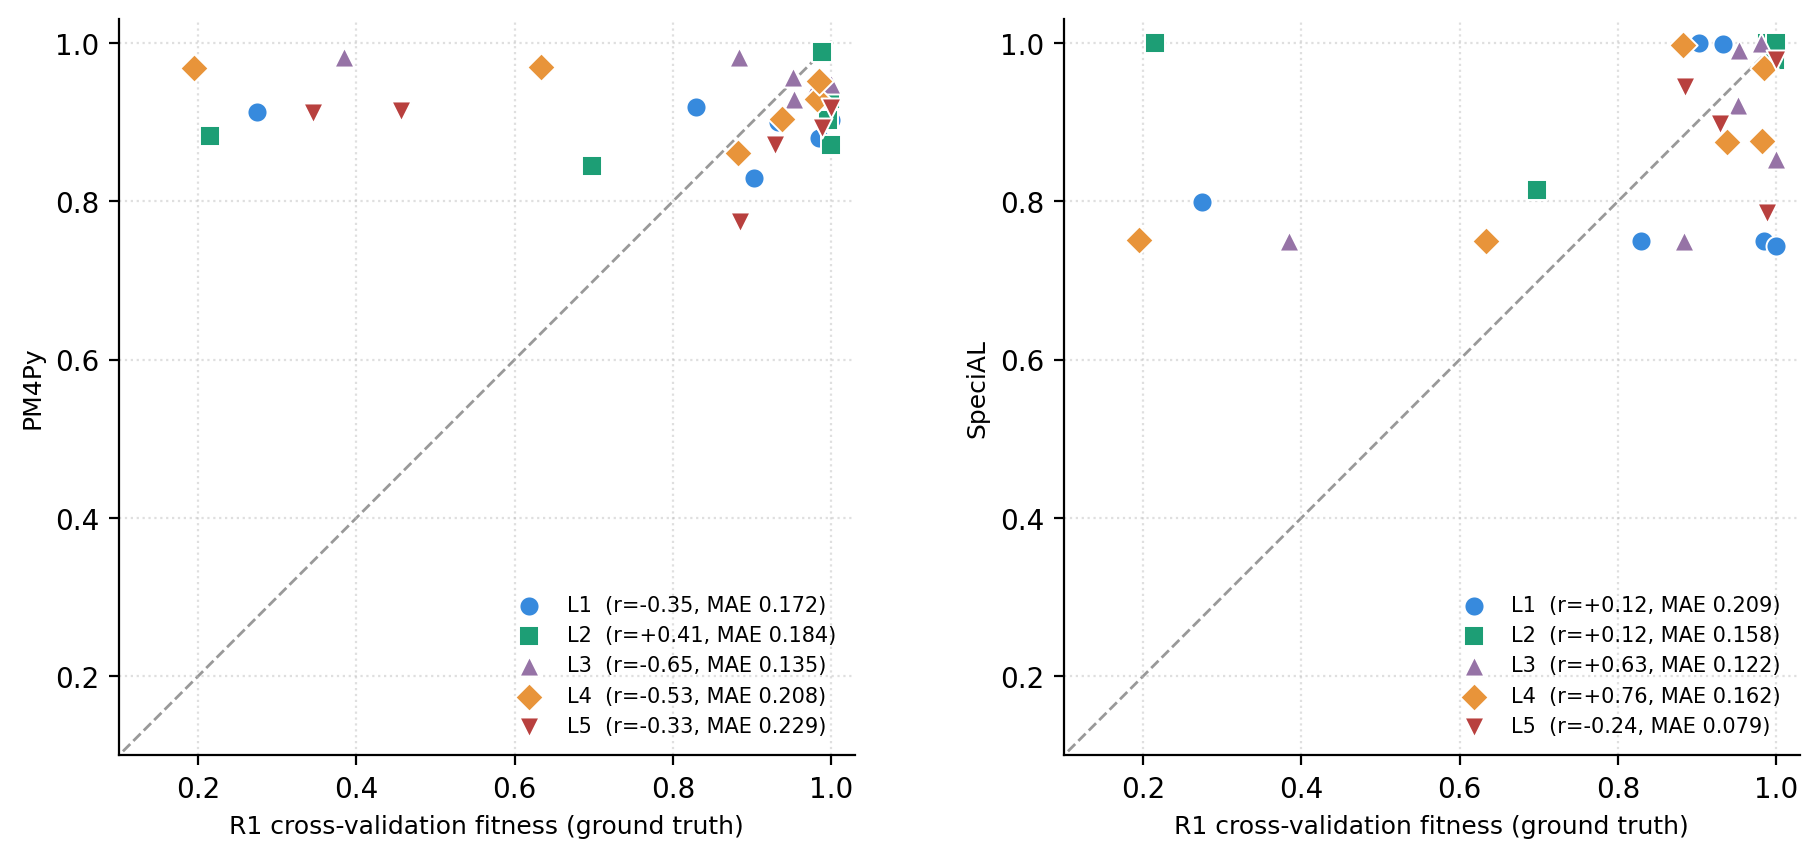 1.0
0.8
0.6
0.4
0.2
PM4Py
L1 (r=-0.35, MAE 0.172)
L2 (r=+0.41, MAE 0.184)
L3 (r=-0.65, MAE 0.135)
L4 (r=-0.53, MAE 0.208)
L5 (r=-0.33, MAE 0.229)
0.2 0.4 0.6 0.8 1.0
R1 cross-validation fitness (ground truth)
1.0
0.8
0.6
0.4
0.2
SpeciAL
L1 (r=+0.12, MAE 0.209)
L2 (r=+0.12, MAE 0.158)
L3 (r=+0.63, MAE 0.122)
L4 (r=+0.76, MAE 0.162)
L5 (r=-0.24, MAE 0.079)
0.2 0.4 0.6 0.8 1.0
R1 cross-validation fitness (ground truth)